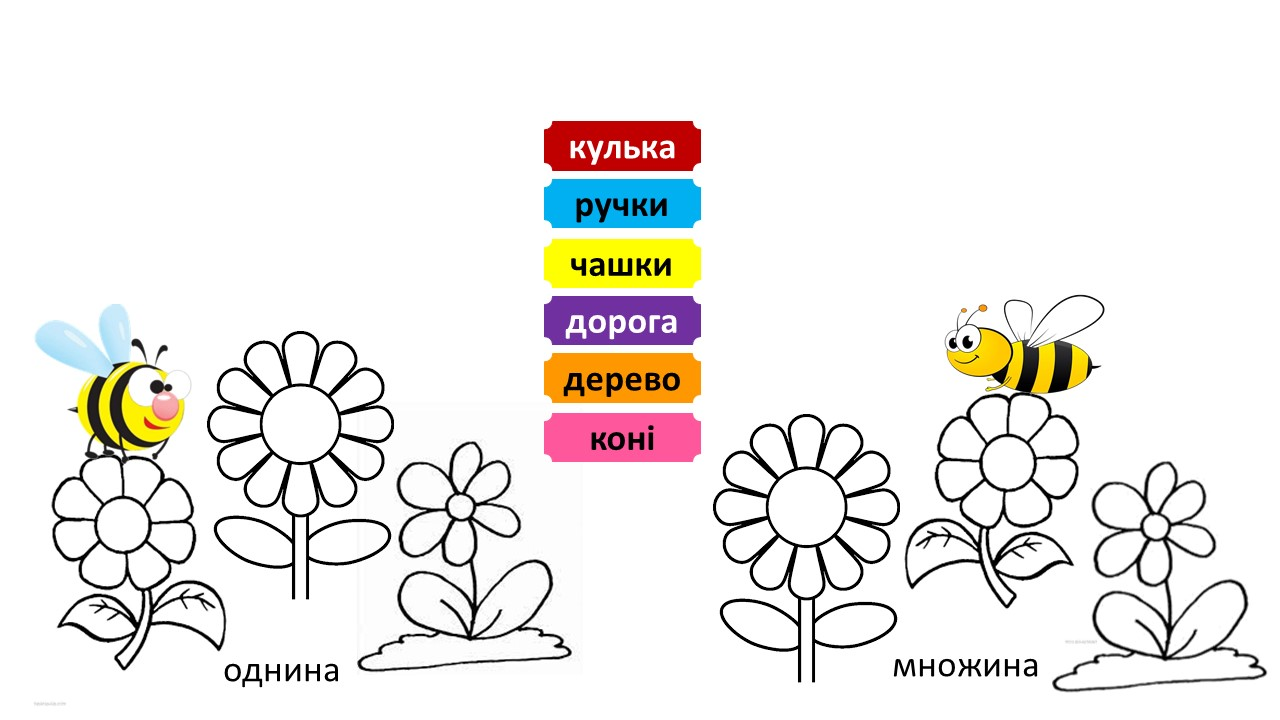 кулька
ручки
чашки
дорога
дерево
коні
однина
множина